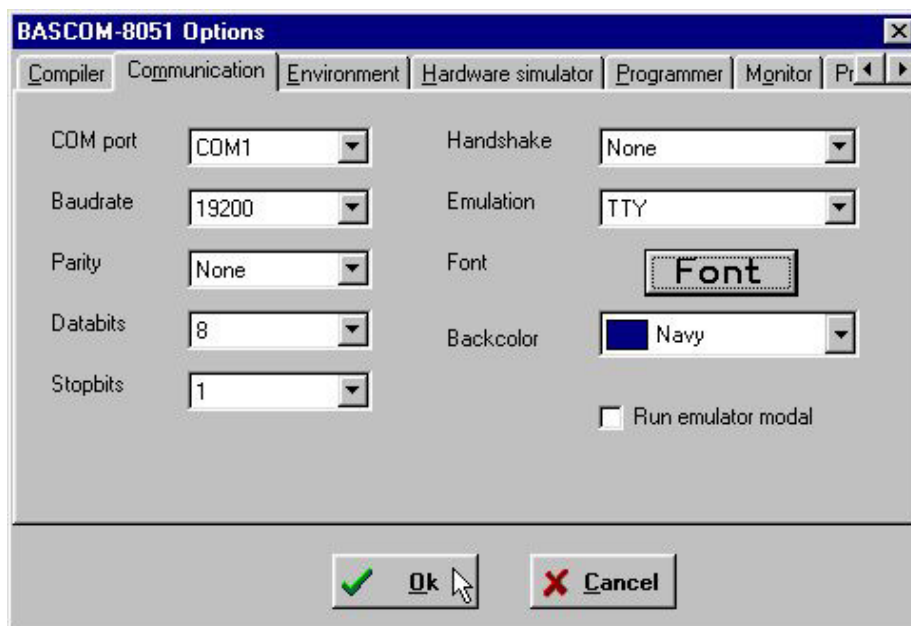 BASCOM-8051 Options
Compiler Communication Environment Hardware simulator Programmer Monitor
COM port COM1 Handshake None
Baudrate 19200 Emulation TTY
Parity None Font Font
Databits 8 Backcolor Navy
Stopbits 1
Run emulator modal
Ok Cancel